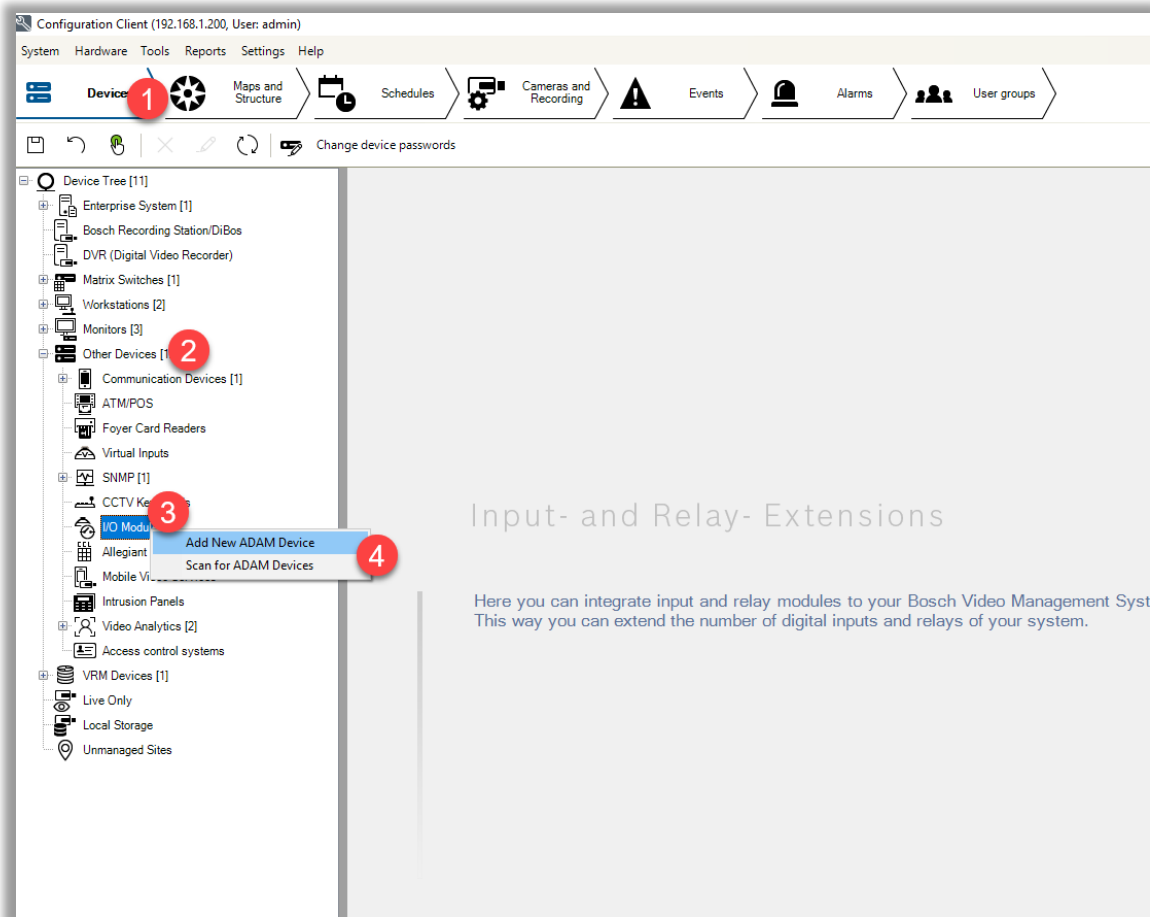 Configuration Client (192.168.1.200, User: admin)
System Hardware Tools Reports Settings Help
Device Maps and Structure Schedules Cameras and Recording Events Alarms User groups
1
Change device passwords
Device Tree [11]
Enterprise System [1]
Bosch Recording Station/DiBos
DVR (Digital Video Recorder)
Matrix Switches [1]
Workstations [2]
Monitors [3]
Other Devices [1
2
Communication Devices [1]
ATM/POS
Foyer Card Readers
Virtual Inputs
SNMP [1]
CCTV Ke
3
I/O Modu
Add New ADAM Device
4
Allegiant
Scan for ADAM Devices
Mobile Vi
Intrusion Panels
Video Analytics [2]
Access control systems
VRM Devices [1]
Live Only
Local Storage
Unmanaged Sites
Input- and Relay- Extensions
Here you can integrate input and relay modules to your Bosch Video Management Syst
This way you can extend the number of digital inputs and relays of your system.